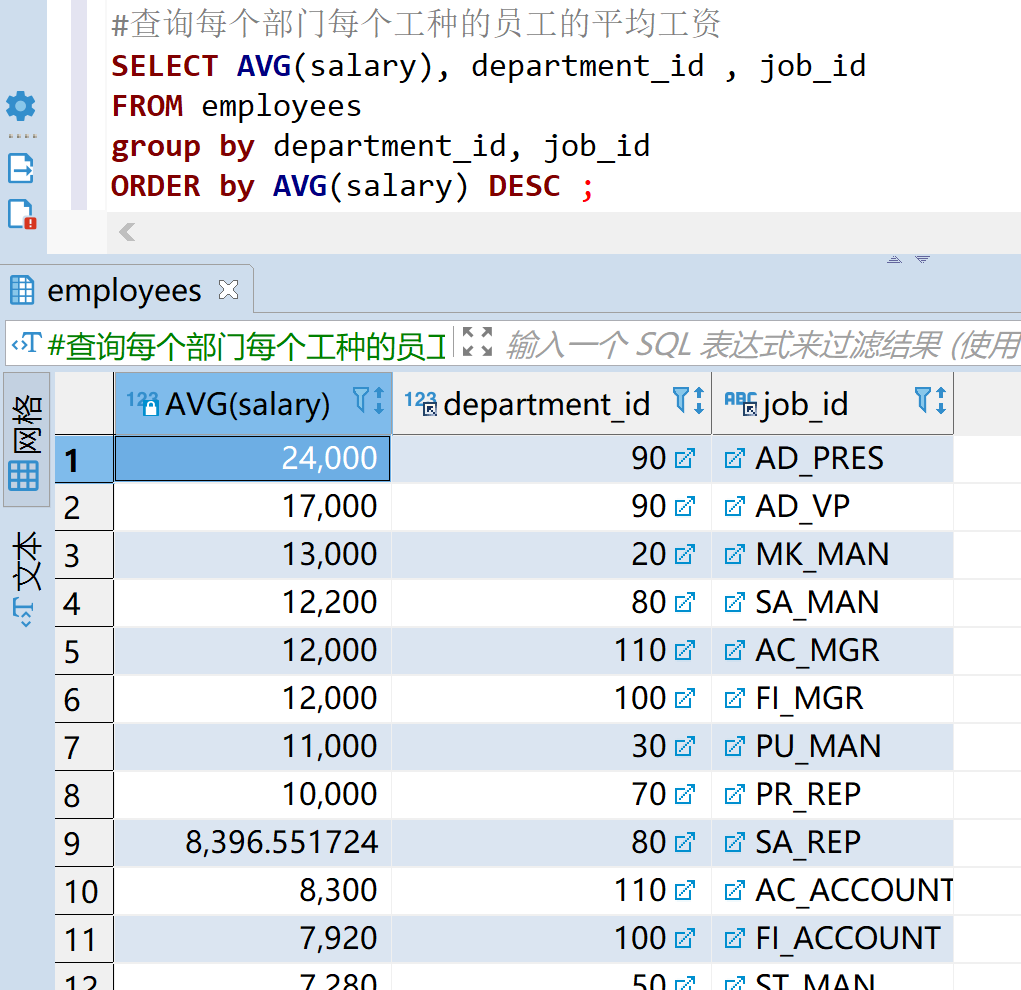 #查询每个部门每个工种的员工的平均工资
SELECT AVG(salary), department_id , job_id
FROM employees
group by department_id, job_id
ORDER by AVG(salary) DESC ;
employees
#查询每个部门每个工种的员工 输入一个 SQL 表达式来过滤结果 (使用
网格
文本
123 AVG(salary) 123 department_id ABC job_id
1 24,000 90 AD_PRES
2 17,000 90 AD_VP
3 13,000 20 MK_MAN
4 12,200 80 SA_MAN
5 12,000 110 AC_MGR
6 12,000 100 FI_MGR
7 11,000 30 PU_MAN
8 10,000 70 PR_REP
9 8,396.551724 80 SA_REP
10 8,300 110 AC_ACCOUNT
11 7,920 100 FI_ACCOUNT
12 7,280 50 ST_MAN